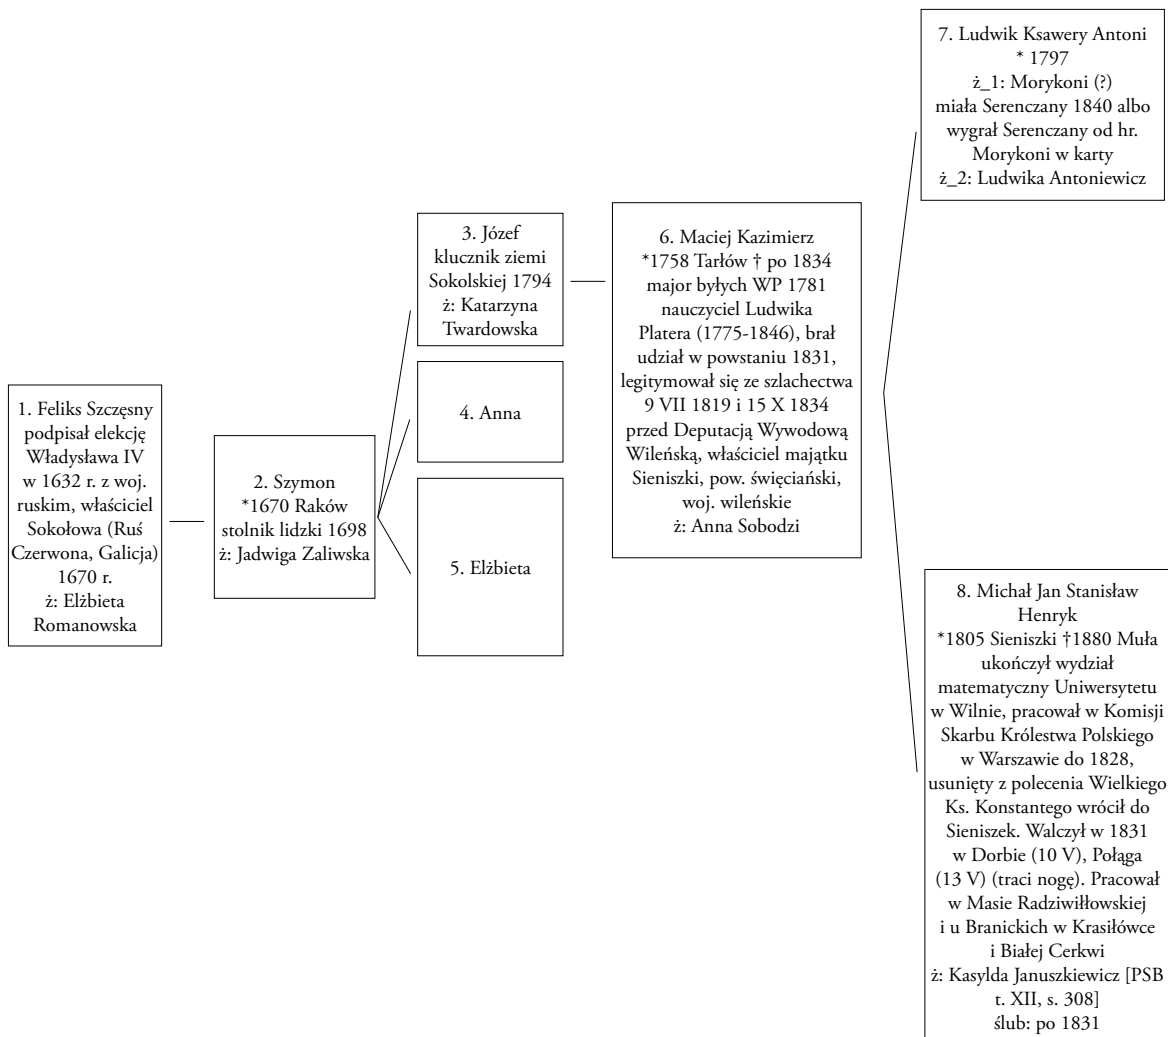 1. Feliks Szczęsny
podpisał elekcję
Władysława IV
w 1632 r. z woj.
ruskim, właściciel
Sokołowa (Ruś
Czerwona, Galicja)
1670 r.
ż: Elżbieta
Romanowska
2. Szymon
*1670 Raków
stolnik lidzki 1698
ż: Jadwiga Zaliwska
3. Józef
klucznik ziemi
Sokolskiej 1794
ż: Katarzyna
Twardowska
4. Anna
5. Elżbieta
6. Maciej Kazimierz
*1758 Tarłów † po 1834
major byłych WP 1781
nauczyciel Ludwika
Platera (1775-1846), brał
udział w powstaniu 1831,
legitymował się ze szlachectwa
9 VII 1819 i 15 X 1834
przed Deputacją Wywodową
Wileńską, właściciel majątku
Sieniszki, pow. święciański,
woj. wileńskie
ż: Anna Sobodzi
7. Ludwik Ksawery Antoni
* 1797
ż_1: Morykoni (?)
miała Serenczany 1840 albo
wygrał Serenczany od hr.
Morykoni w karty
ż_2: Ludwika Antoniewicz
8. Michał Jan Stanisław
Henryk
*1805 Sieniszki †1880 Muła
ukończył wydział
matematyczny Uniwersytetu
w Wilnie, pracował w Komisji
Skarbu Królestwa Polskiego
w Warszawie do 1828,
usunięty z polecenia Wielkiego
Ks. Konstantego wrócił do
Sieniszek. Walczył w 1831
w Dorbie (10 V), Połąga
(13 V) (traci nogę). Pracował
w Masie Radziwiłłowskiej
i u Branickich w Krasiłówce
i Białej Cerkwi
ż: Kasylda Januszkiewicz [PSB
t. XII, s. 308]
ślub: po 1831